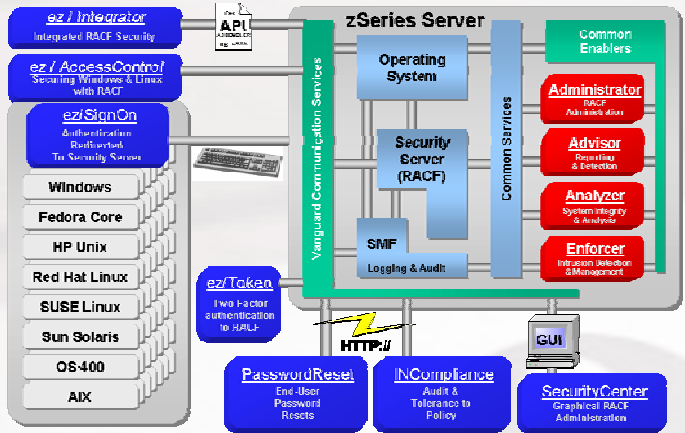 ez / Integrator
Integrated RACF Security
ez / AccessControl
Securing Windows & Linux
with RACF
ez/SignOn
Authentication
Redirected
To Security Server
Windows
Fedora Core
HP Unix
Red Hat Linux
SUSE Linux
Sun Solaris
OS-400
AIX
API
zSeries Server
Vanguard Communication Services
Operating
System
Security
Server
(RACF)
SMF
Logging & Audit
Common Services
Common
Enablers
Administrator
RACF
Administration
Advisor
Reporting
& Detection
Analyzer
System Integrity
& Analysis
Enforcer
Intrusion Detection
& Management
ez/Token
Two Factor
authentication
to RACF
HTTP://
GUI
PasswordReset
End-User
Password
Resets
INCompliance
Audit &
Tolerance to
Policy
SecurityCenter
Graphical RACF
Administration